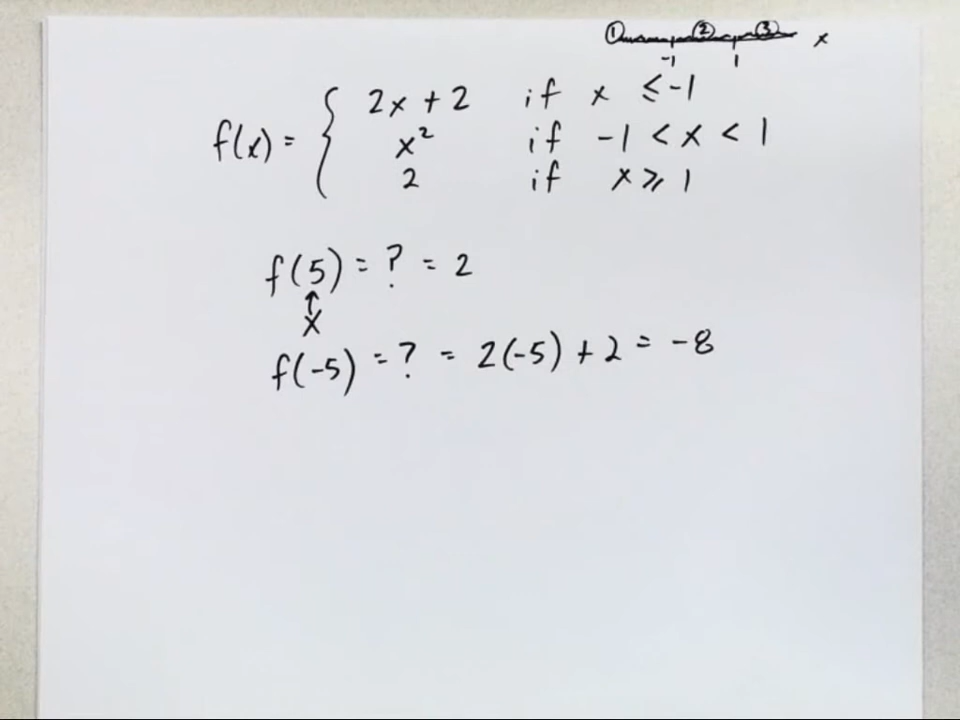 ① ② ③ x
-1 1
f(x) = { 2x + 2 if x ≤ -1
x² if -1 < x < 1
2 if x ≥ 1
f(5) = ? = 2
↑
x
f(-5) = ? = 2(-5) + 2 = -8